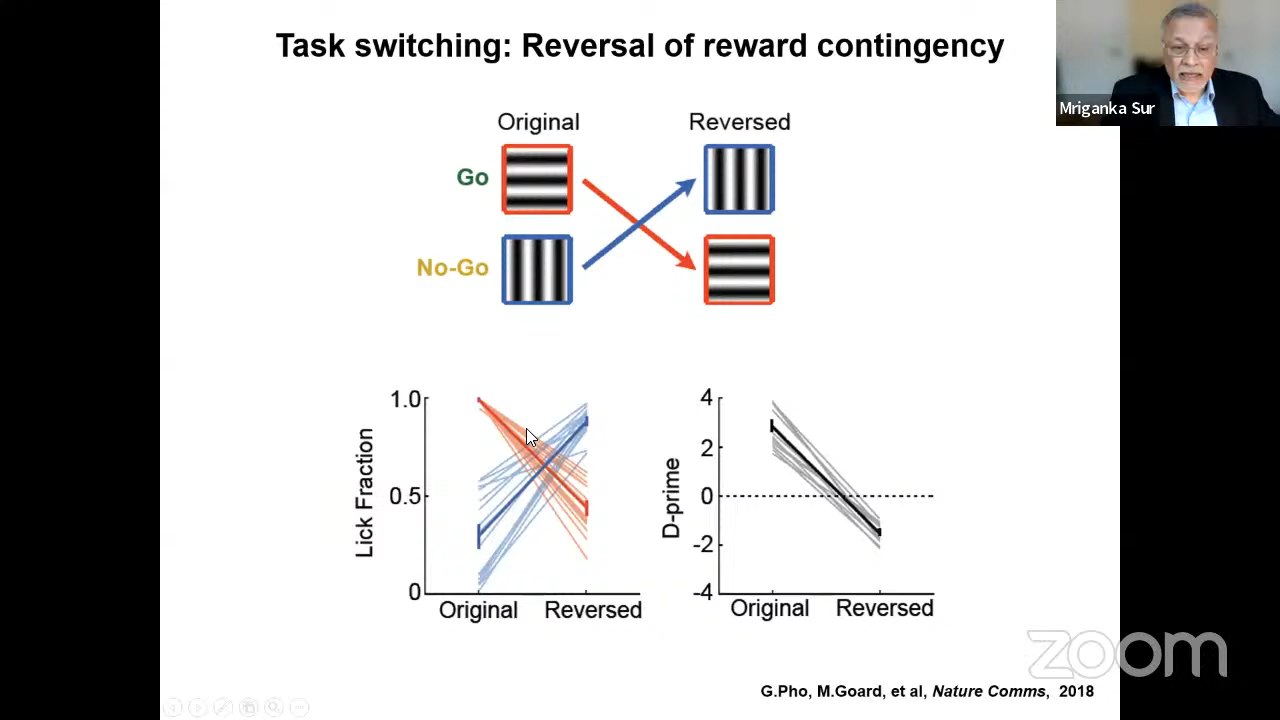 Task switching: Reversal of reward contingency
Mriganka Sur
Original
Reversed
Go
No-Go
1.0
0.5
0
Lick Fraction
Original
Reversed
4
2
0
-2
-4
D-prime
Original
Reversed
zoom
G.Pho, M.Goard, et al, Nature Comms, 2018